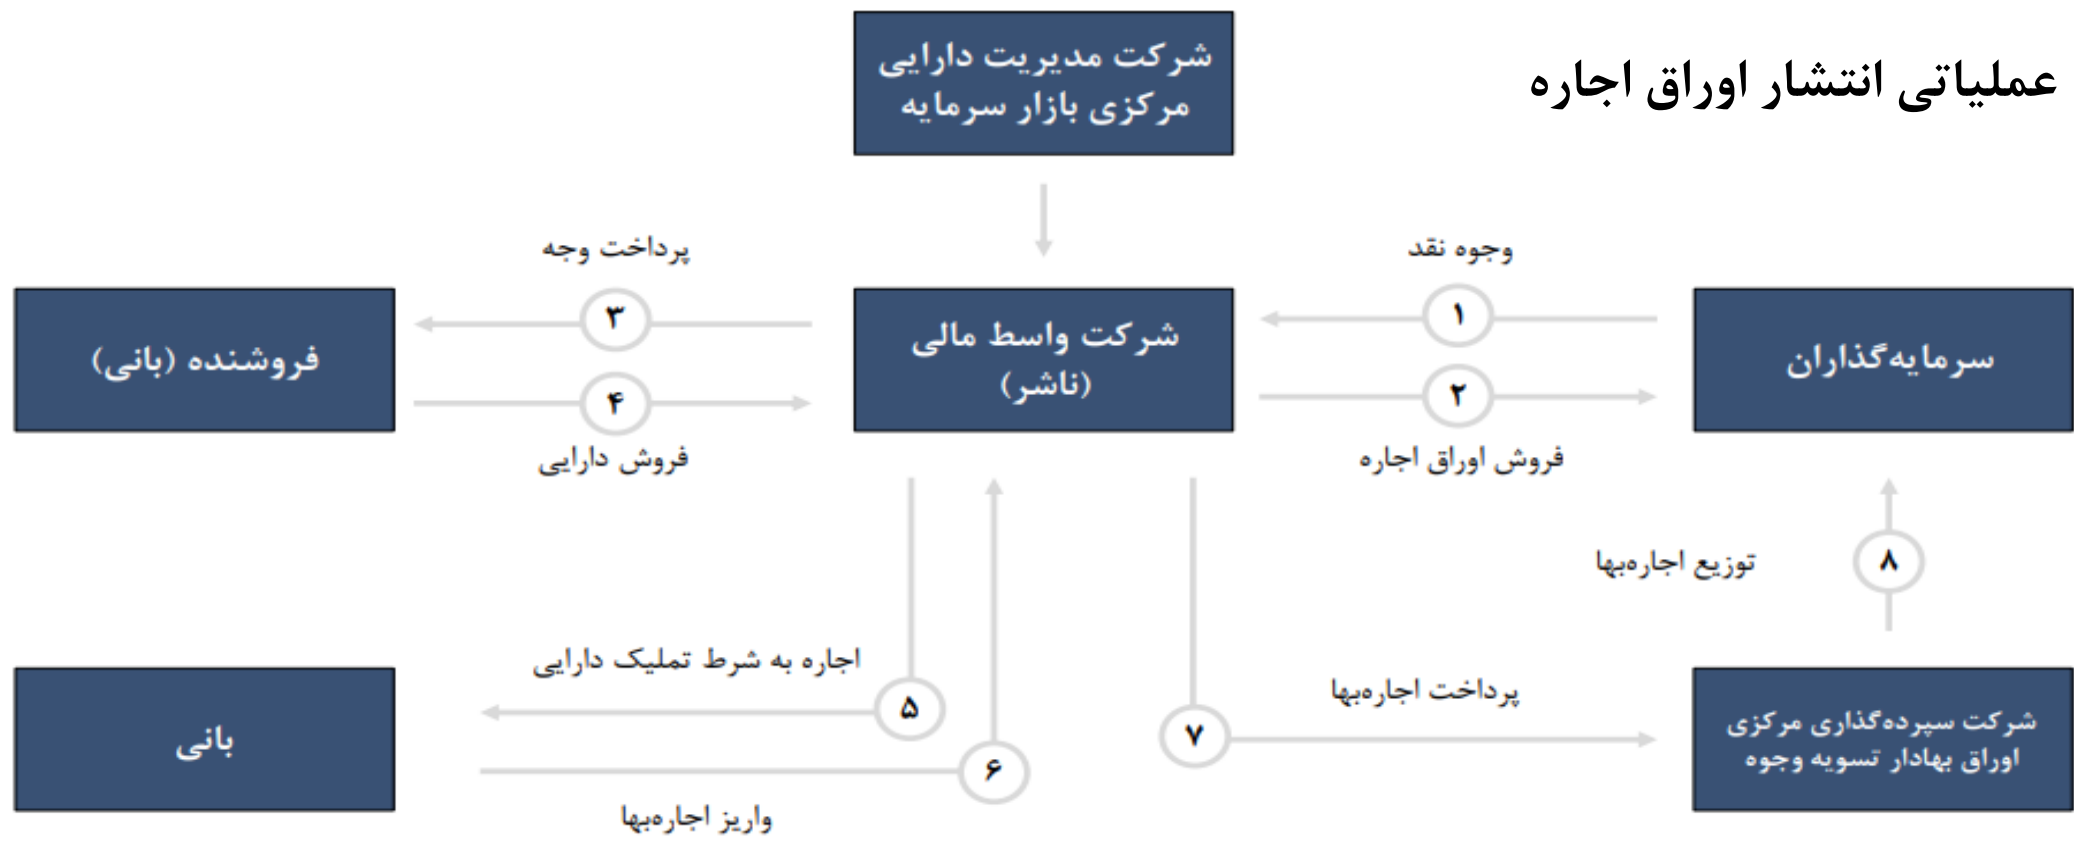 عملیاتی انتشار اوراق اجاره
شرکت مدیریت دارایی
مرکزی بازار سرمایه
وجوه نقد
پرداخت وجه
۱
۳
سرمایه‌گذاران
شرکت واسط مالی
(ناشر)
فروشنده (بانی)
۲
۴
فروش اوراق اجاره
فروش دارایی
توزیع اجاره‌بها
۸
اجاره به شرط تملیک دارایی
۵
پرداخت اجاره‌بها
۷
شرکت سپرده‌گذاری مرکزی
اوراق بهادار تسویه وجوه
بانی
۶
واریز اجاره‌بها